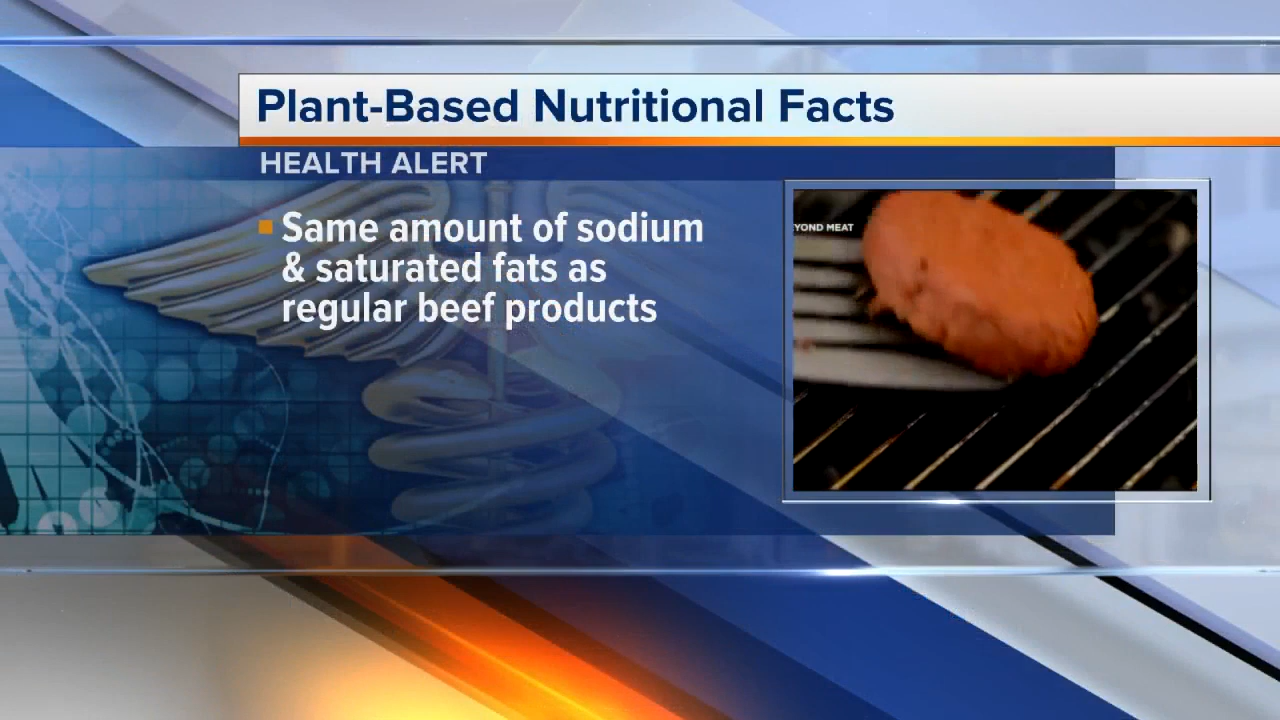 Plant-Based Nutritional Facts
HEALTH ALERT
Same amount of sodium
& saturated fats as
regular beef products
YOND MEAT